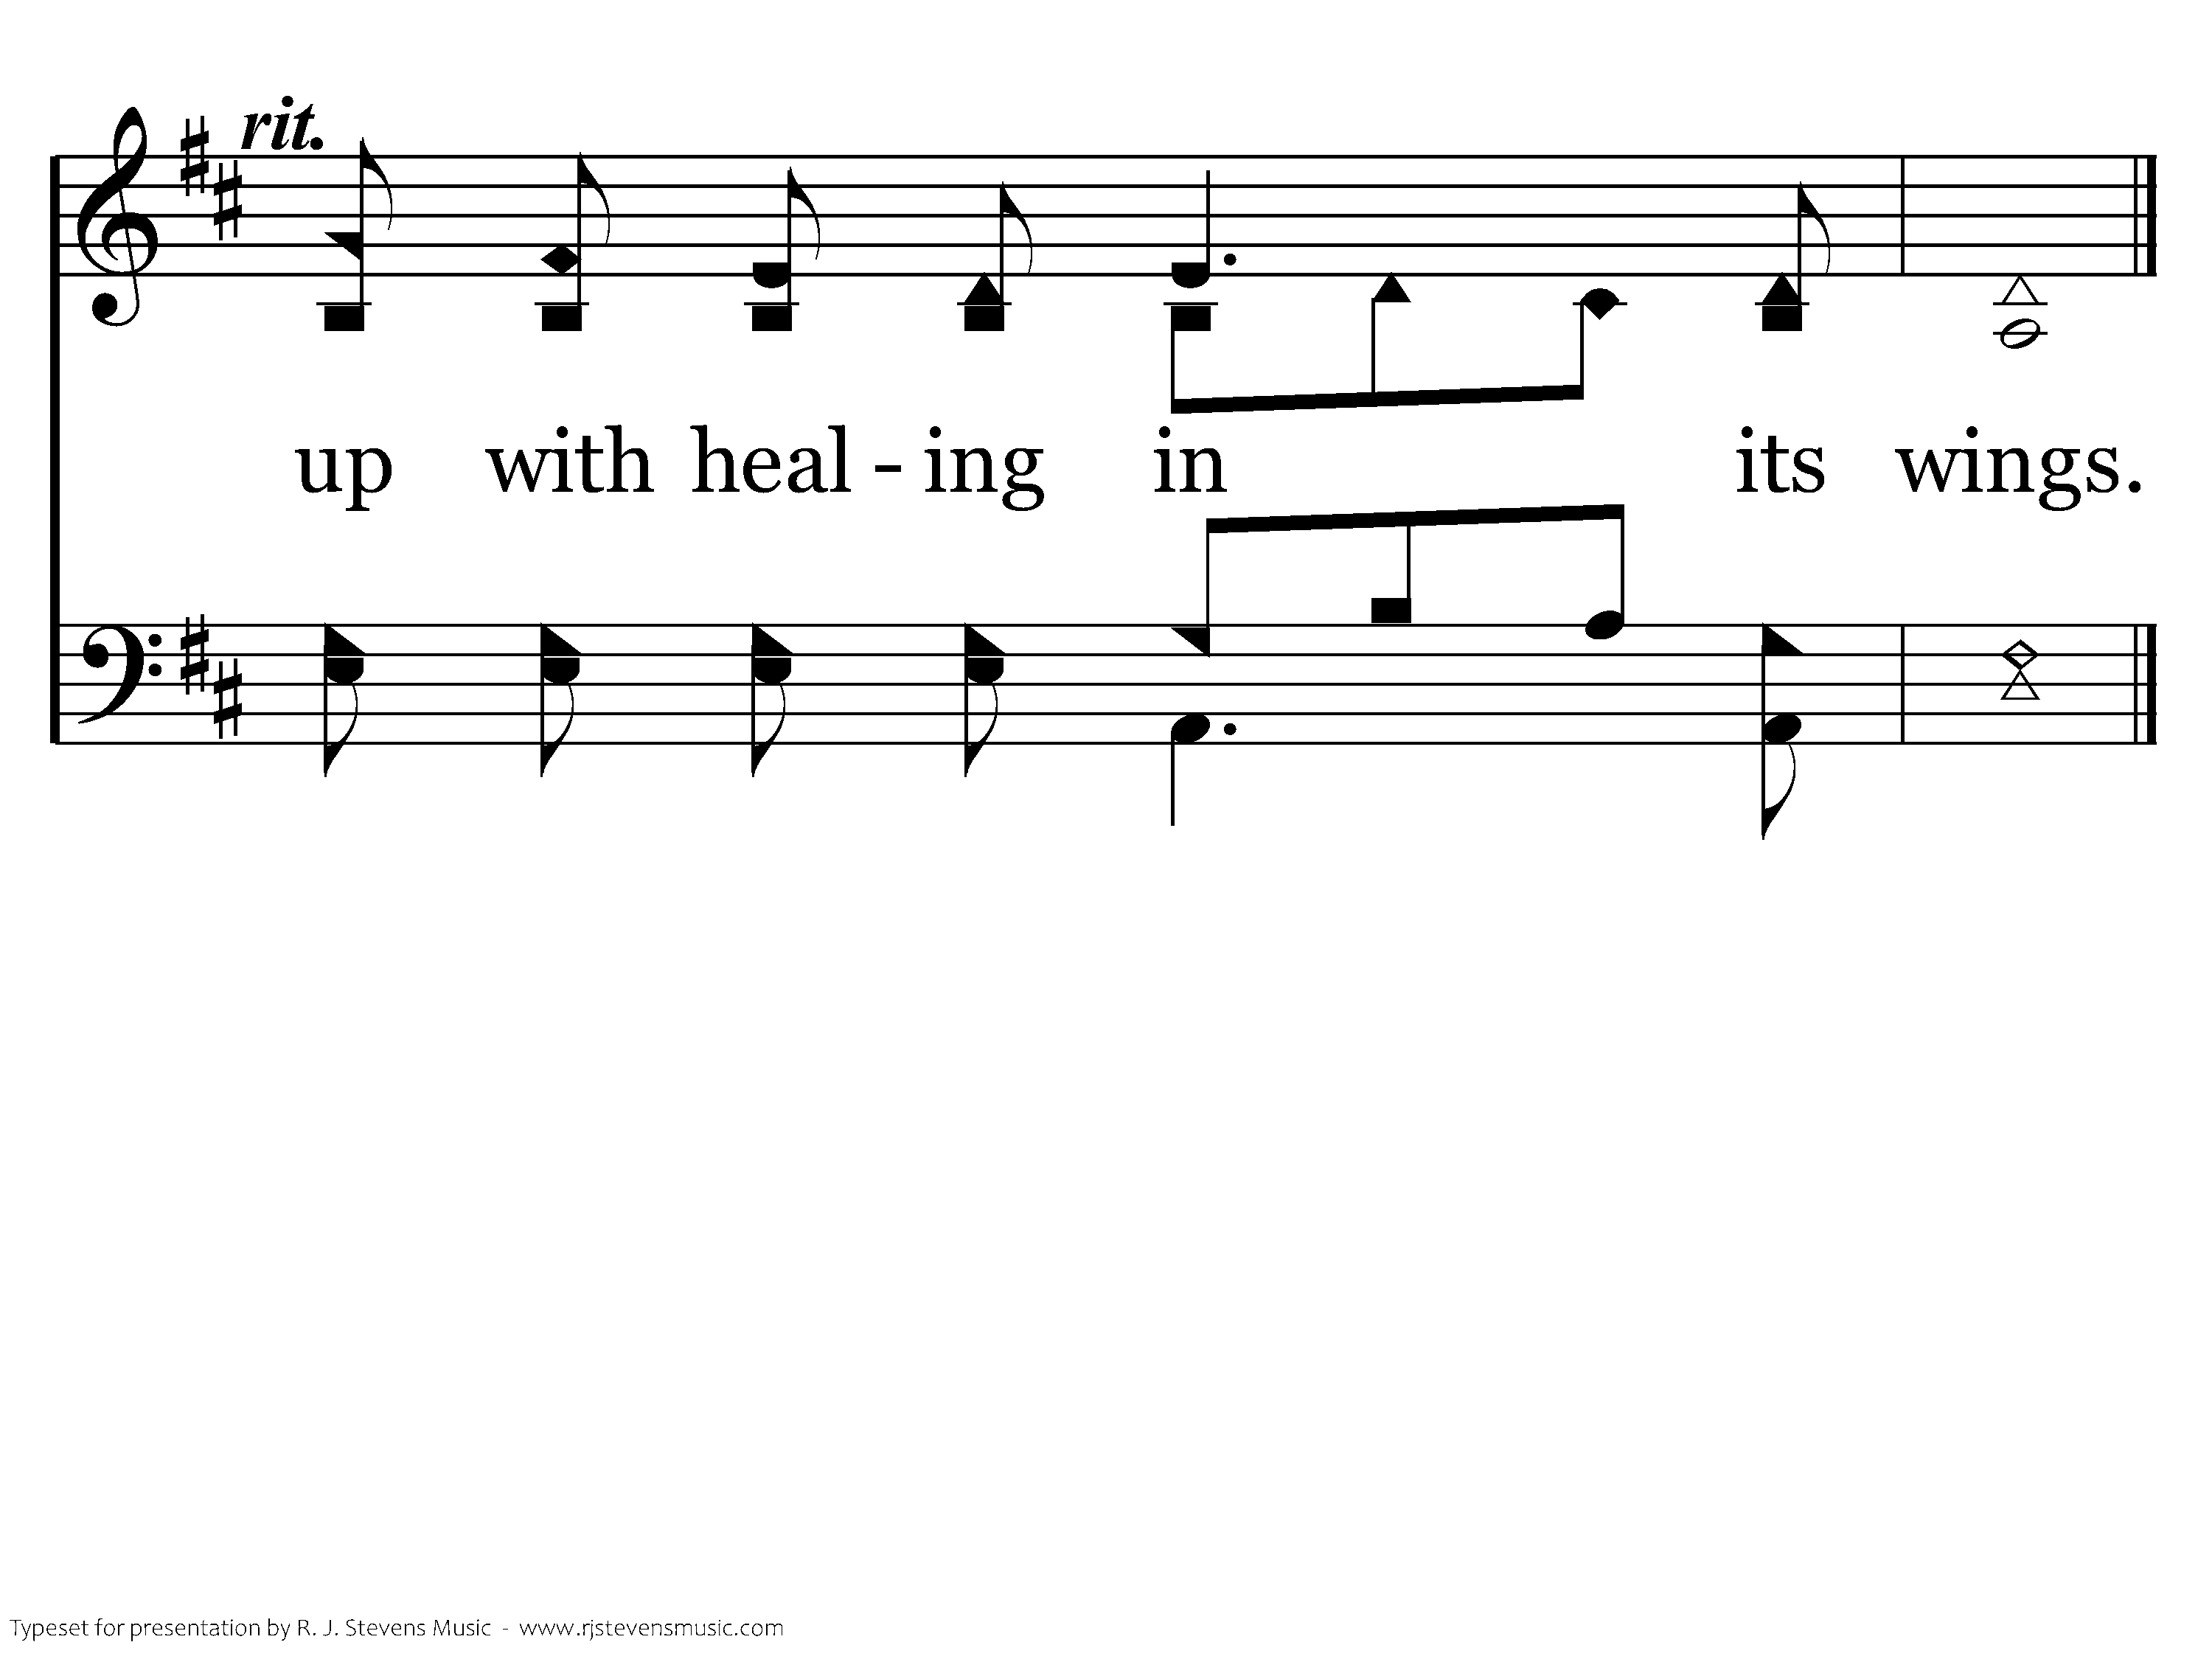 rit.
up with heal - ing in its wings.
Typeset for presentation by R. J. Stevens Music - www.rjstevensmusic.com